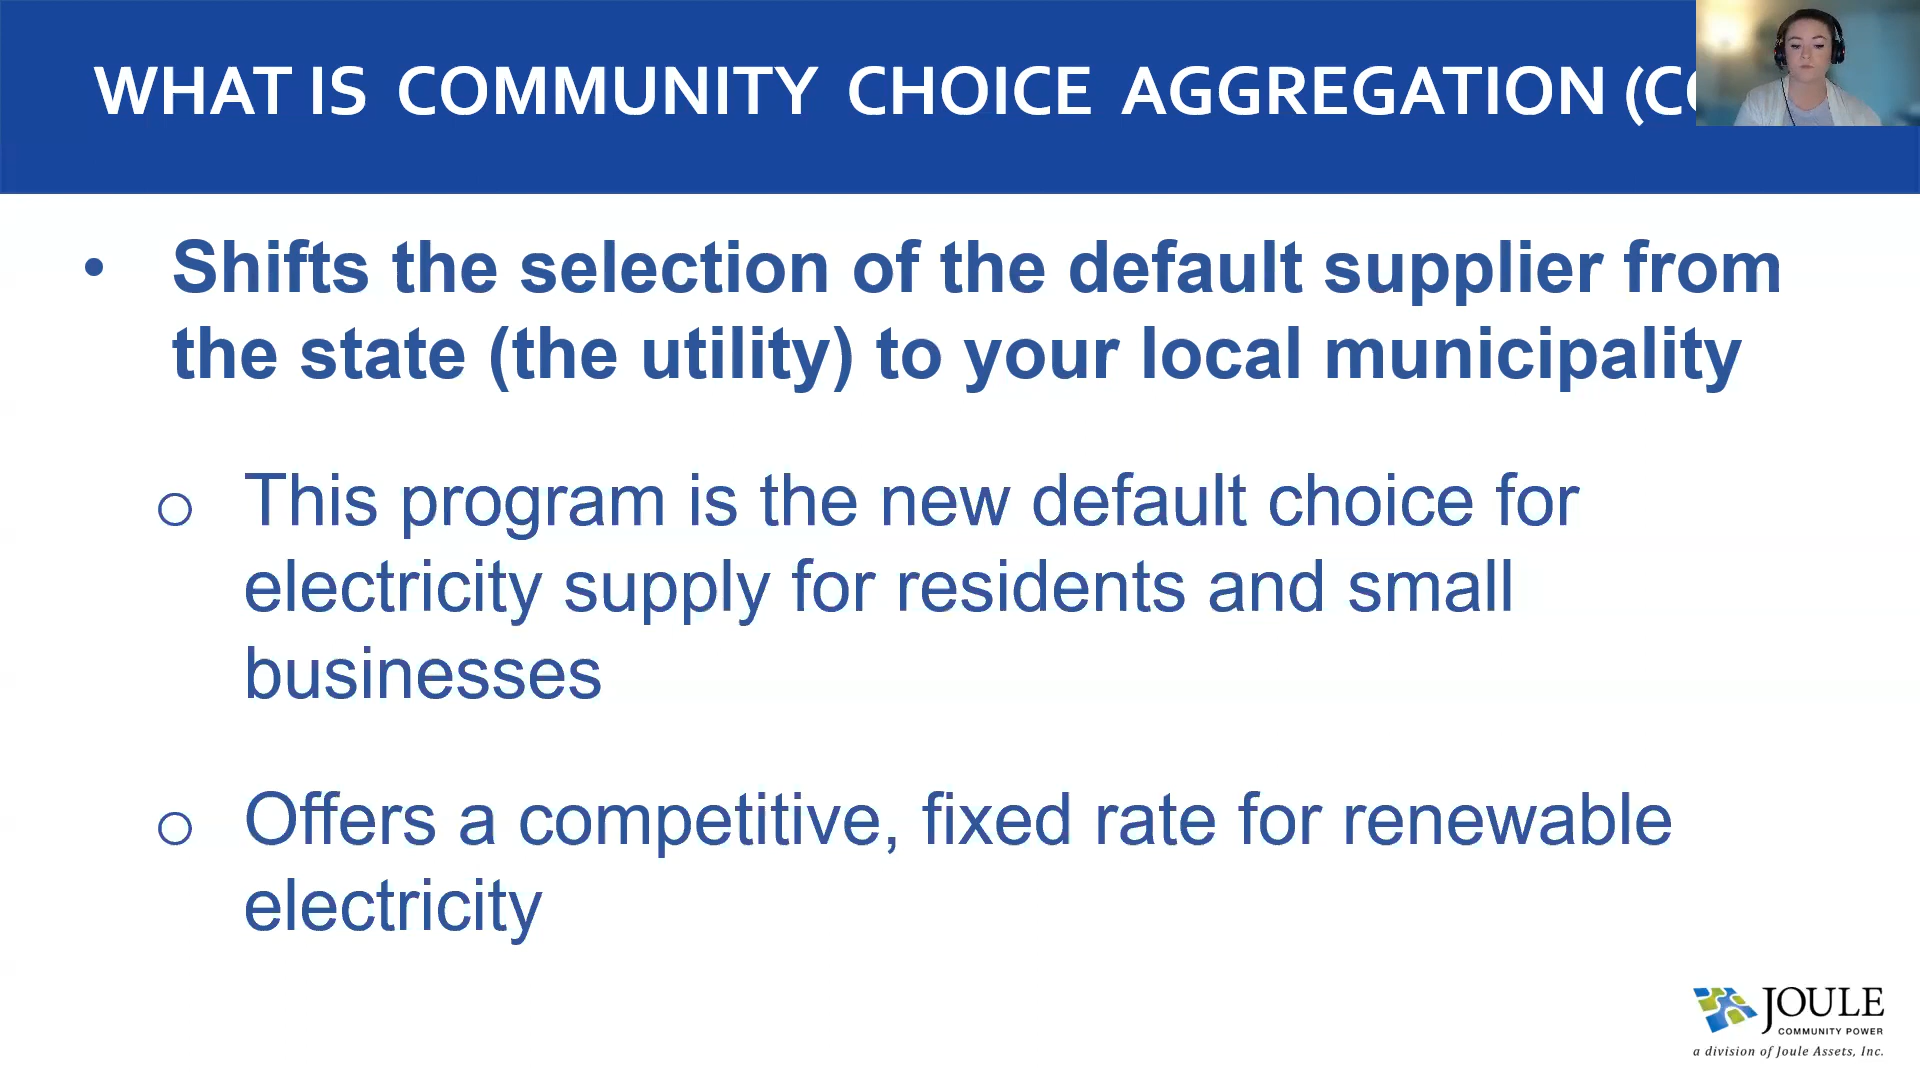 WHAT IS COMMUNITY CHOICE AGGREGATION
• Shifts the selection of the default supplier from
the state (the utility) to your local municipality
o This program is the new default choice for
electricity supply for residents and small
businesses
o Offers a competitive, fixed rate for renewable
electricity
JOULE
COMMUNITY POWER
a division of Joule Assets, Inc.